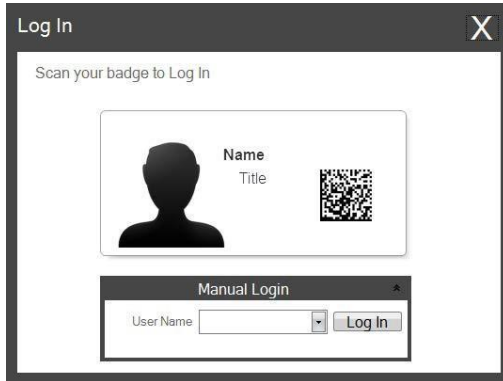 Log In
X
Scan your badge to Log In
Name
Title
Manual Login
User Name
Log In